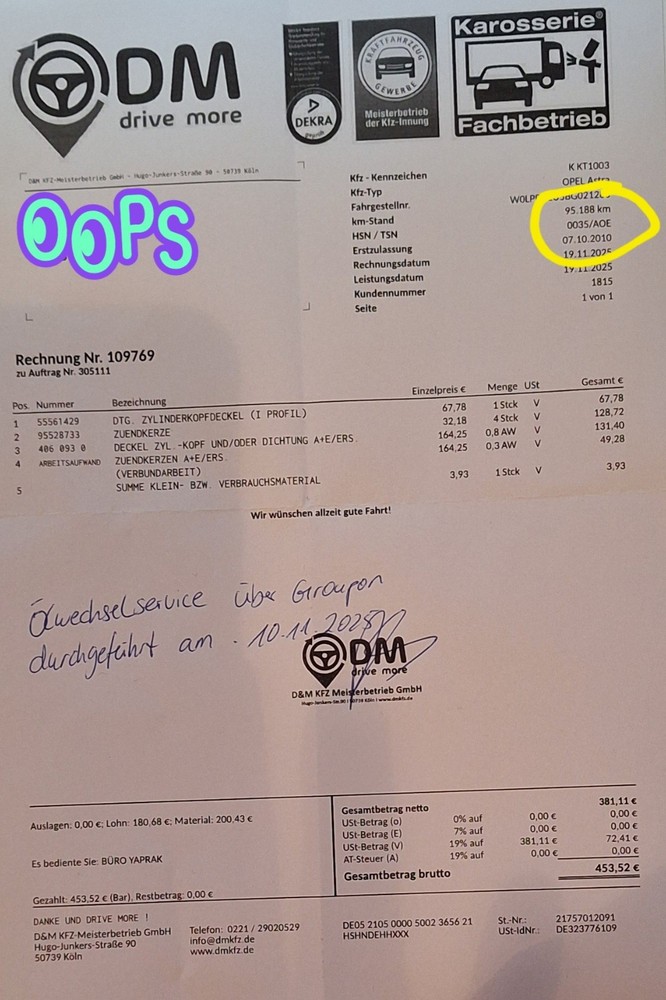 DM
drive more
DEKRA
geprüft
KRAFTFAHRZEUG
GEWERBE
Meisterbetrieb
der Kfz-Innung
Karosserie®
Fachbetrieb
D&M KFZ-Meisterbetrieb GmbH - Hugo-Junkers-Straße 90 - 50739 Köln
OOPS
Kfz - Kennzeichen K KT1003
Kfz-Typ OPEL Astra
Fahrgestellnr.
km-Stand 95.188 km
HSN / TSN 0035/AOE
Erstzulassung 07.10.2010
Rechnungsdatum 19.11.2025
Leistungsdatum 19.11.2025
Kundennummer 1815
Seite 1 von 1
Rechnung Nr. 109769
zu Auftrag Nr. 305111
Pos. Nummer Bezeichnung Einzelpreis € Menge USt Gesamt €
1 55561429 DTG. ZYLINDERKOPFDECKEL (I PROFIL) 67,78 1 Stck V 67,78
2 95528733 ZUENDKERZE 32,18 4 Stck V 128,72
3 406 093 0 DECKEL ZYL.-KOPF UND/ODER DICHTUNG A+E/ERS. 164,25 0,8 AW V 131,40
4 ARBEITSAUFWAND ZUENDKERZEN A+E/ERS. 164,25 0,3 AW V 49,28
(VERBUNDARBEIT)
5 SUMME KLEIN- BZW. VERBRAUCHSMATERIAL 3,93 1 Stck V 3,93
Wir wünschen allzeit gute Fahrt!
Ölwechselservice über Groupon
durchgeführt am 10.11.2025
DM
drive more
D&M KFZ Meisterbetrieb GmbH
Hugo-Junkers-Str.90 I 50739 Köln I www.dmkfz.de
Auslagen: 0,00 €; Lohn: 180,68 €; Material: 200,43 €
Es bediente Sie: BÜRO YAPRAK
Gezahlt: 453,52 € (Bar), Restbetrag: 0,00 €
Gesamtbetrag netto 381,11 €
USt-Betrag (o) 0% auf 0,00 € 0,00 €
USt-Betrag (E) 7% auf 0,00 € 0,00 €
USt-Betrag (V) 19% auf 381,11 € 72,41 €
AT-Steuer (A) 19% auf 0,00 € 0,00 €
Gesamtbetrag brutto 453,52 €
DANKE UND DRIVE MORE !
D&M KFZ-Meisterbetrieb GmbH
Hugo-Junkers-Straße 90
50739 Köln
Telefon: 0221 / 29020529
info@dmkfz.de
www.dmkfz.de
DE05 2105 0000 5002 3656 21
HSHNDEHHXXX
St.-Nr.: 21757012091
USt-IdNr.: DE323776109